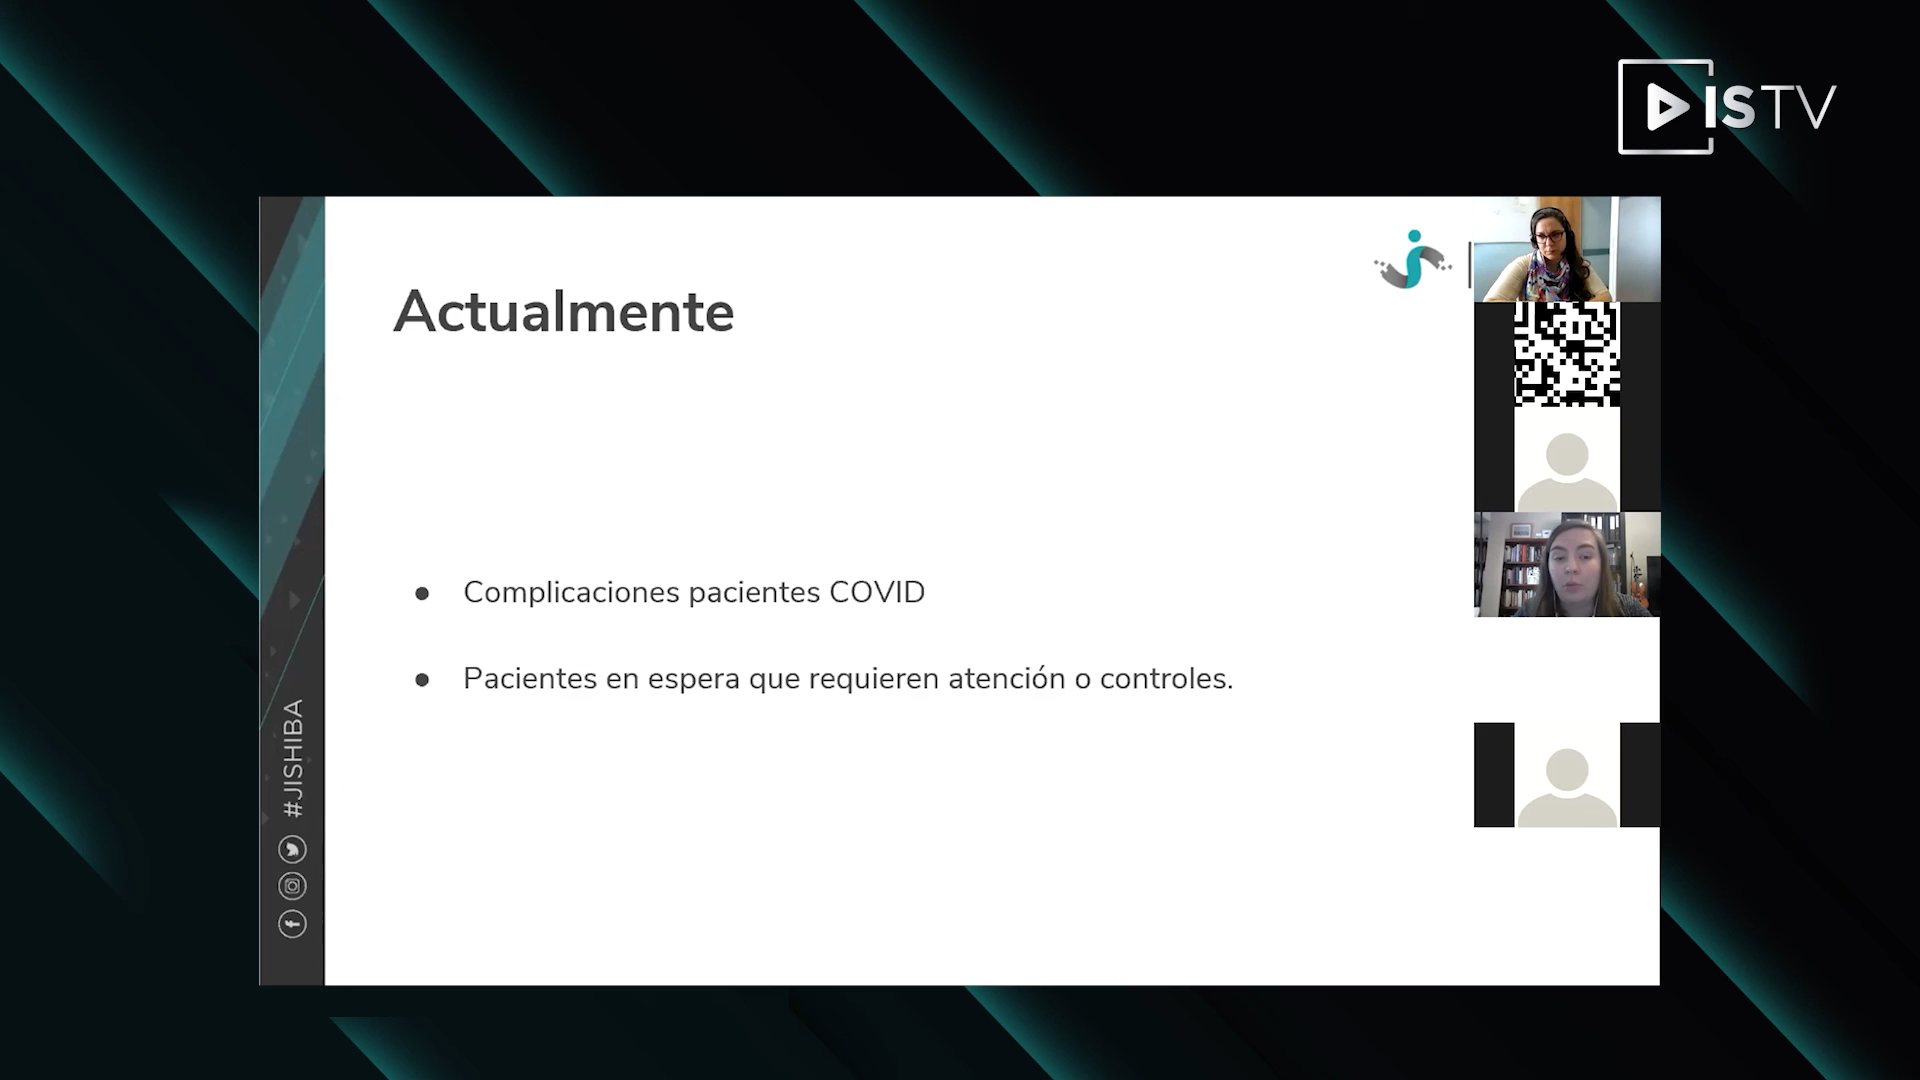 ISTV
Actualmente
Complicaciones pacientes COVID
Pacientes en espera que requieren atención o controles.
#JISHIBA